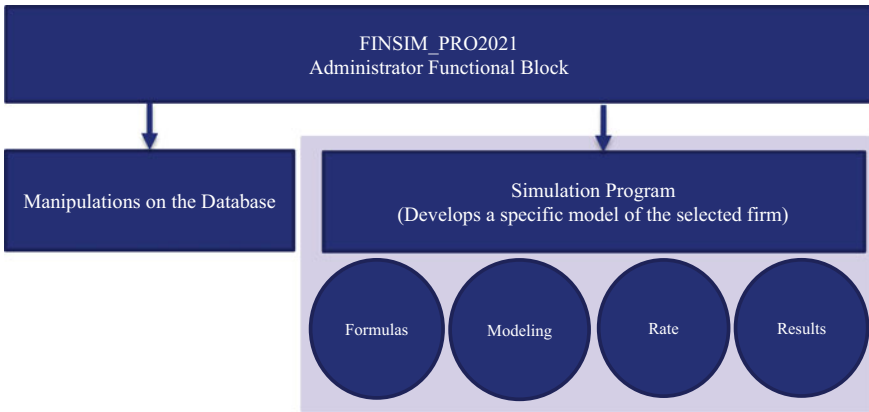 FINSIM_PRO2021
Administrator Functional Block
Manipulations on the Database
Simulation Program
(Develops a specific model of the selected firm)
Formulas
Modeling
Rate
Results